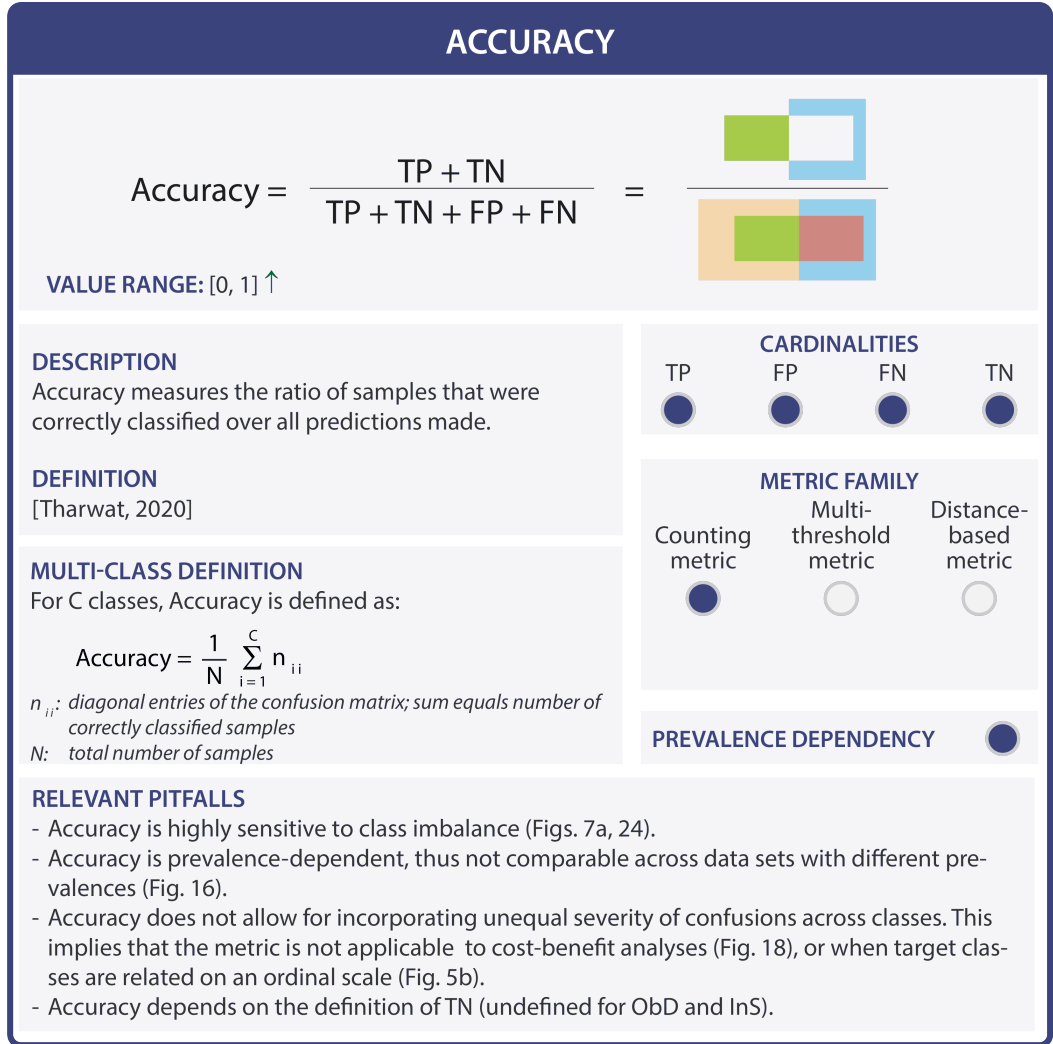 ACCURACY
Accuracy = TP + TN / TP + TN + FP + FN =
VALUE RANGE: [0, 1] ↑
DESCRIPTION
Accuracy measures the ratio of samples that were
correctly classified over all predictions made.
DEFINITION
[Tharwat, 2020]
MULTI-CLASS DEFINITION
For C classes, Accuracy is defined as:
Accuracy = 1/N C Σ i = 1 n i i
n i i: diagonal entries of the confusion matrix; sum equals number of
correctly classified samples
N: total number of samples
CARDINALITIES
TP FP FN TN
METRIC FAMILY
Counting
metric
Multi-
threshold
metric
Distance-
based
metric
PREVALENCE DEPENDENCY
RELEVANT PITFALLS
- Accuracy is highly sensitive to class imbalance (Figs. 7a, 24).
- Accuracy is prevalence-dependent, thus not comparable across data sets with different pre-
valences (Fig. 16).
- Accuracy does not allow for incorporating unequal severity of confusions across classes. This
implies that the metric is not applicable to cost-benefit analyses (Fig. 18), or when target clas-
ses are related on an ordinal scale (Fig. 5b).
- Accuracy depends on the definition of TN (undefined for ObD and InS).